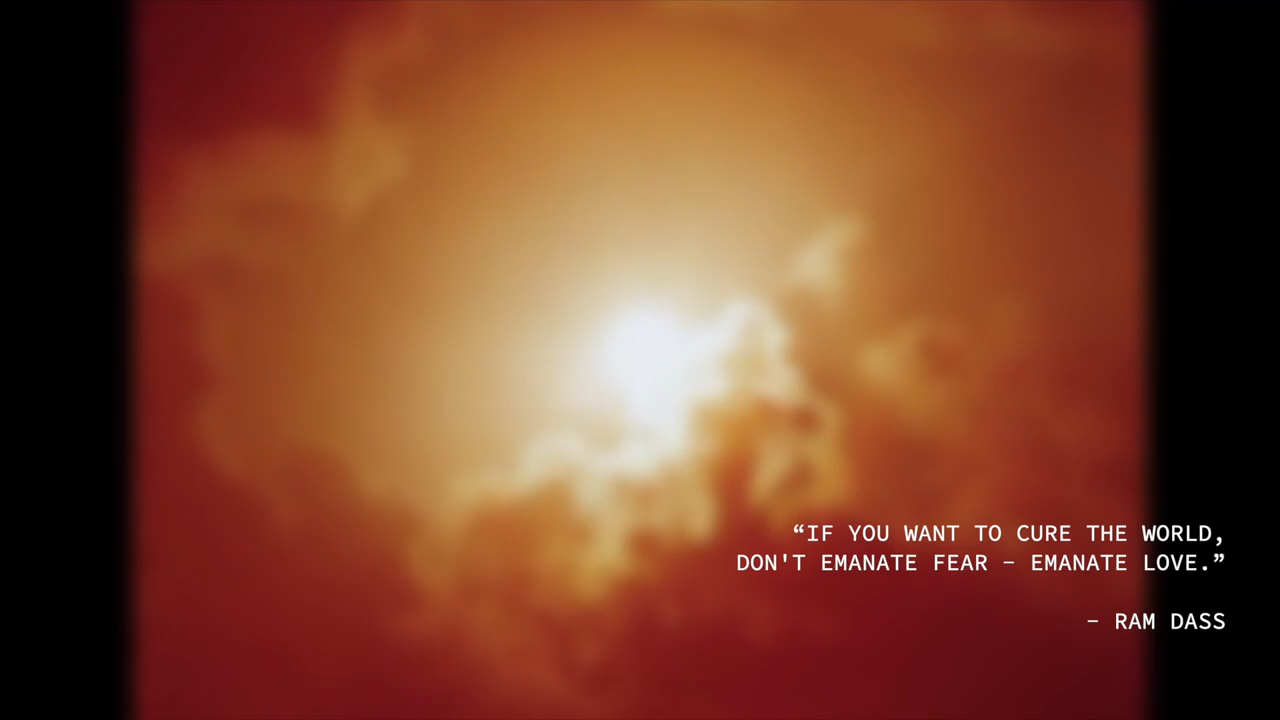 “IF YOU WANT TO CURE THE WORLD,
DON'T EMANATE FEAR – EMANATE LOVE.”
– RAM DASS